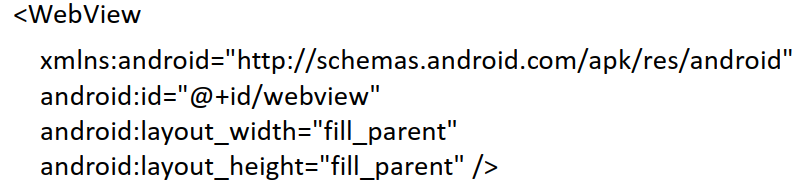 <WebView
xmlns:android="http://schemas.android.com/apk/res/android"
android:id="@+id/webview"
android:layout_width="fill_parent"
android:layout_height="fill_parent" />